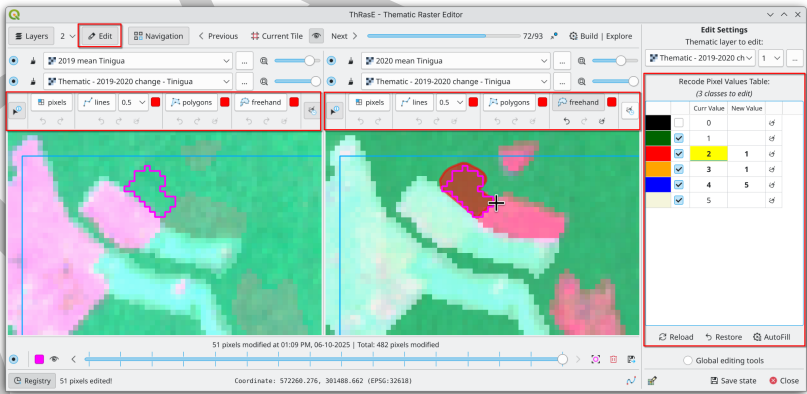 ThRasE - Thematic Raster Editor
Layers 2 Edit Navigation < Previous Current Tile Next > 72/93 Build | Explore
2019 mean Tinigua ...
Thematic - 2019-2020 change - Tinigua ...
2020 mean Tinigua ...
Thematic - 2019-2020 change - Tinigua ...
pixels lines 0.5 polygons freehand
pixels lines 0.5 polygons freehand
Edit Settings
Thematic layer to edit:
Thematic - 2019-2020 ch 1 ...
Recode Pixel Values Table:
(3 classes to edit)
Curr Value New Value
0
1
2 1
3 1
4 5
5
Reload Restore AutoFill
Global editing tools
Save state Close
51 pixels modified at 01:09 PM, 06-10-2025 | Total: 482 pixels modified
Registry 51 pixels edited! Coordinate: 572260.276, 301488.662 (EPSG:32618)